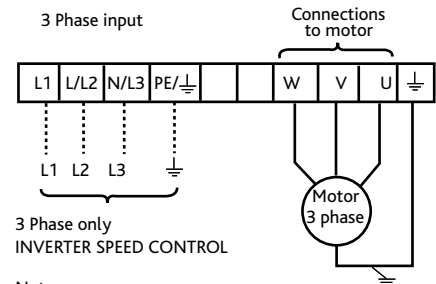 3 Phase input
Connections
to motor
L1 L/L2 N/L3 PE/⏚ W V U ⏚
L1 L2 L3
Motor
3 phase
3 Phase only
INVERTER SPEED CONTROL